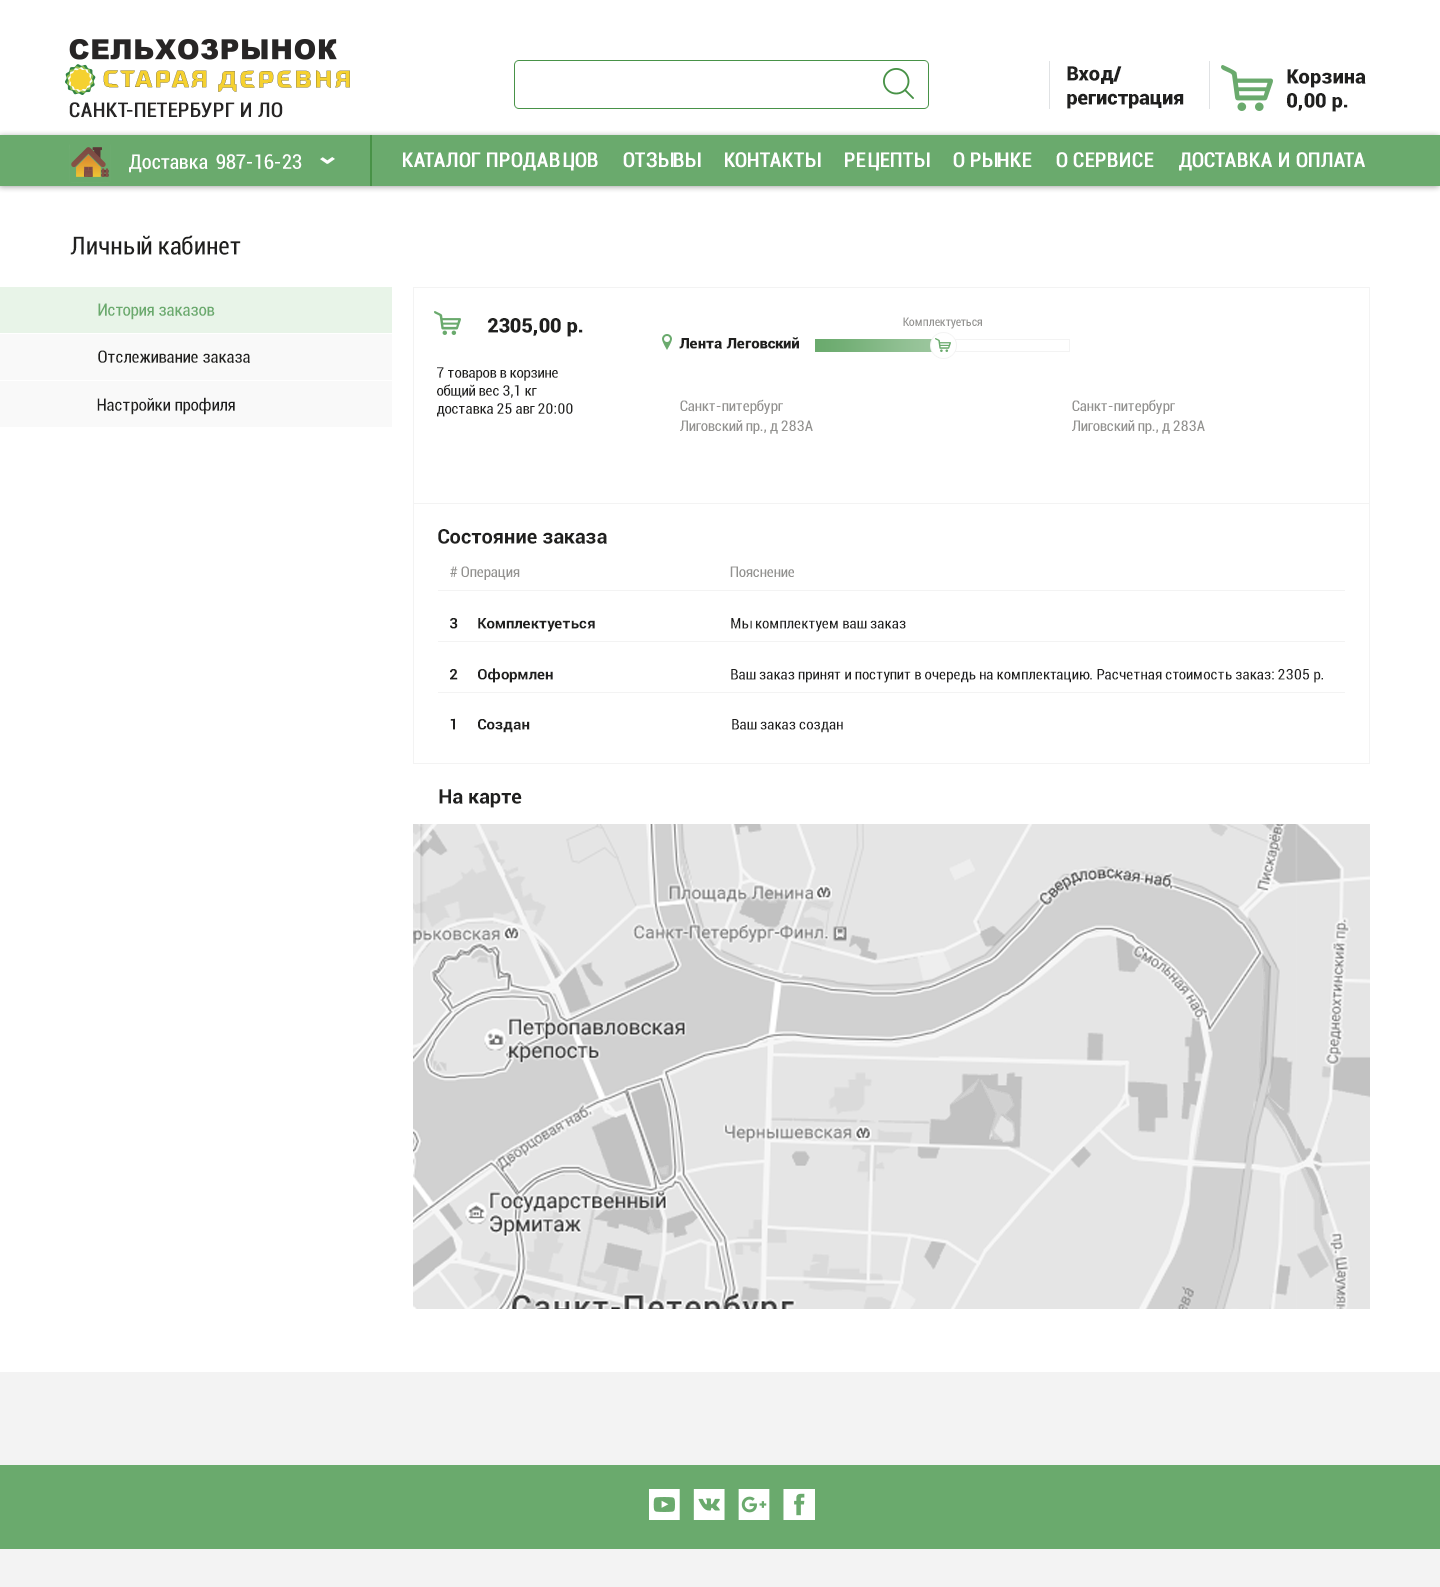 СЕЛЬХОЗРЫНОК
СТАРАЯ ДЕРЕВНЯ
САНКТ-ПЕТЕРБУРГ И ЛО
Вход/
регистрация
Корзина
0,00 р.
Доставка 987-16-23
КАТАЛОГ ПРОДАВЦОВ ОТЗЫВЫ КОНТАКТЫ РЕЦЕПТЫ О РЫНКЕ О СЕРВИСЕ ДОСТАВКА И ОПЛАТА
Личный кабинет
История заказов
Отслеживание заказа
Настройки профиля
2305,00 р.
7 товаров в корзине
общий вес 3,1 кг
доставка 25 авг 20:00
Комплектуеться
Лента Леговский
Санкт-питербург
Лиговский пр., д 283А
Санкт-питербург
Лиговский пр., д 283А
Состояние заказа
# Операция Пояснение
3 Комплектуеться Мы комплектуем ваш заказ
2 Оформлен Ваш заказ принят и поступит в очередь на комплектацию. Расчетная стоимость заказ: 2305 р.
1 Создан Ваш заказ создан
На карте
Площадь Ленина
Свердловская наб.
Пискарёво
рьковская
Санкт-Петербург-Финл.
Смольная наб.
Среднеохтинский пр.
Петропавловская
крепость
Дворцовая наб.
Чернышевская
Государственный
Эрмитаж
пр. Шаумян
ева
Санкт-Петербург
G+
f